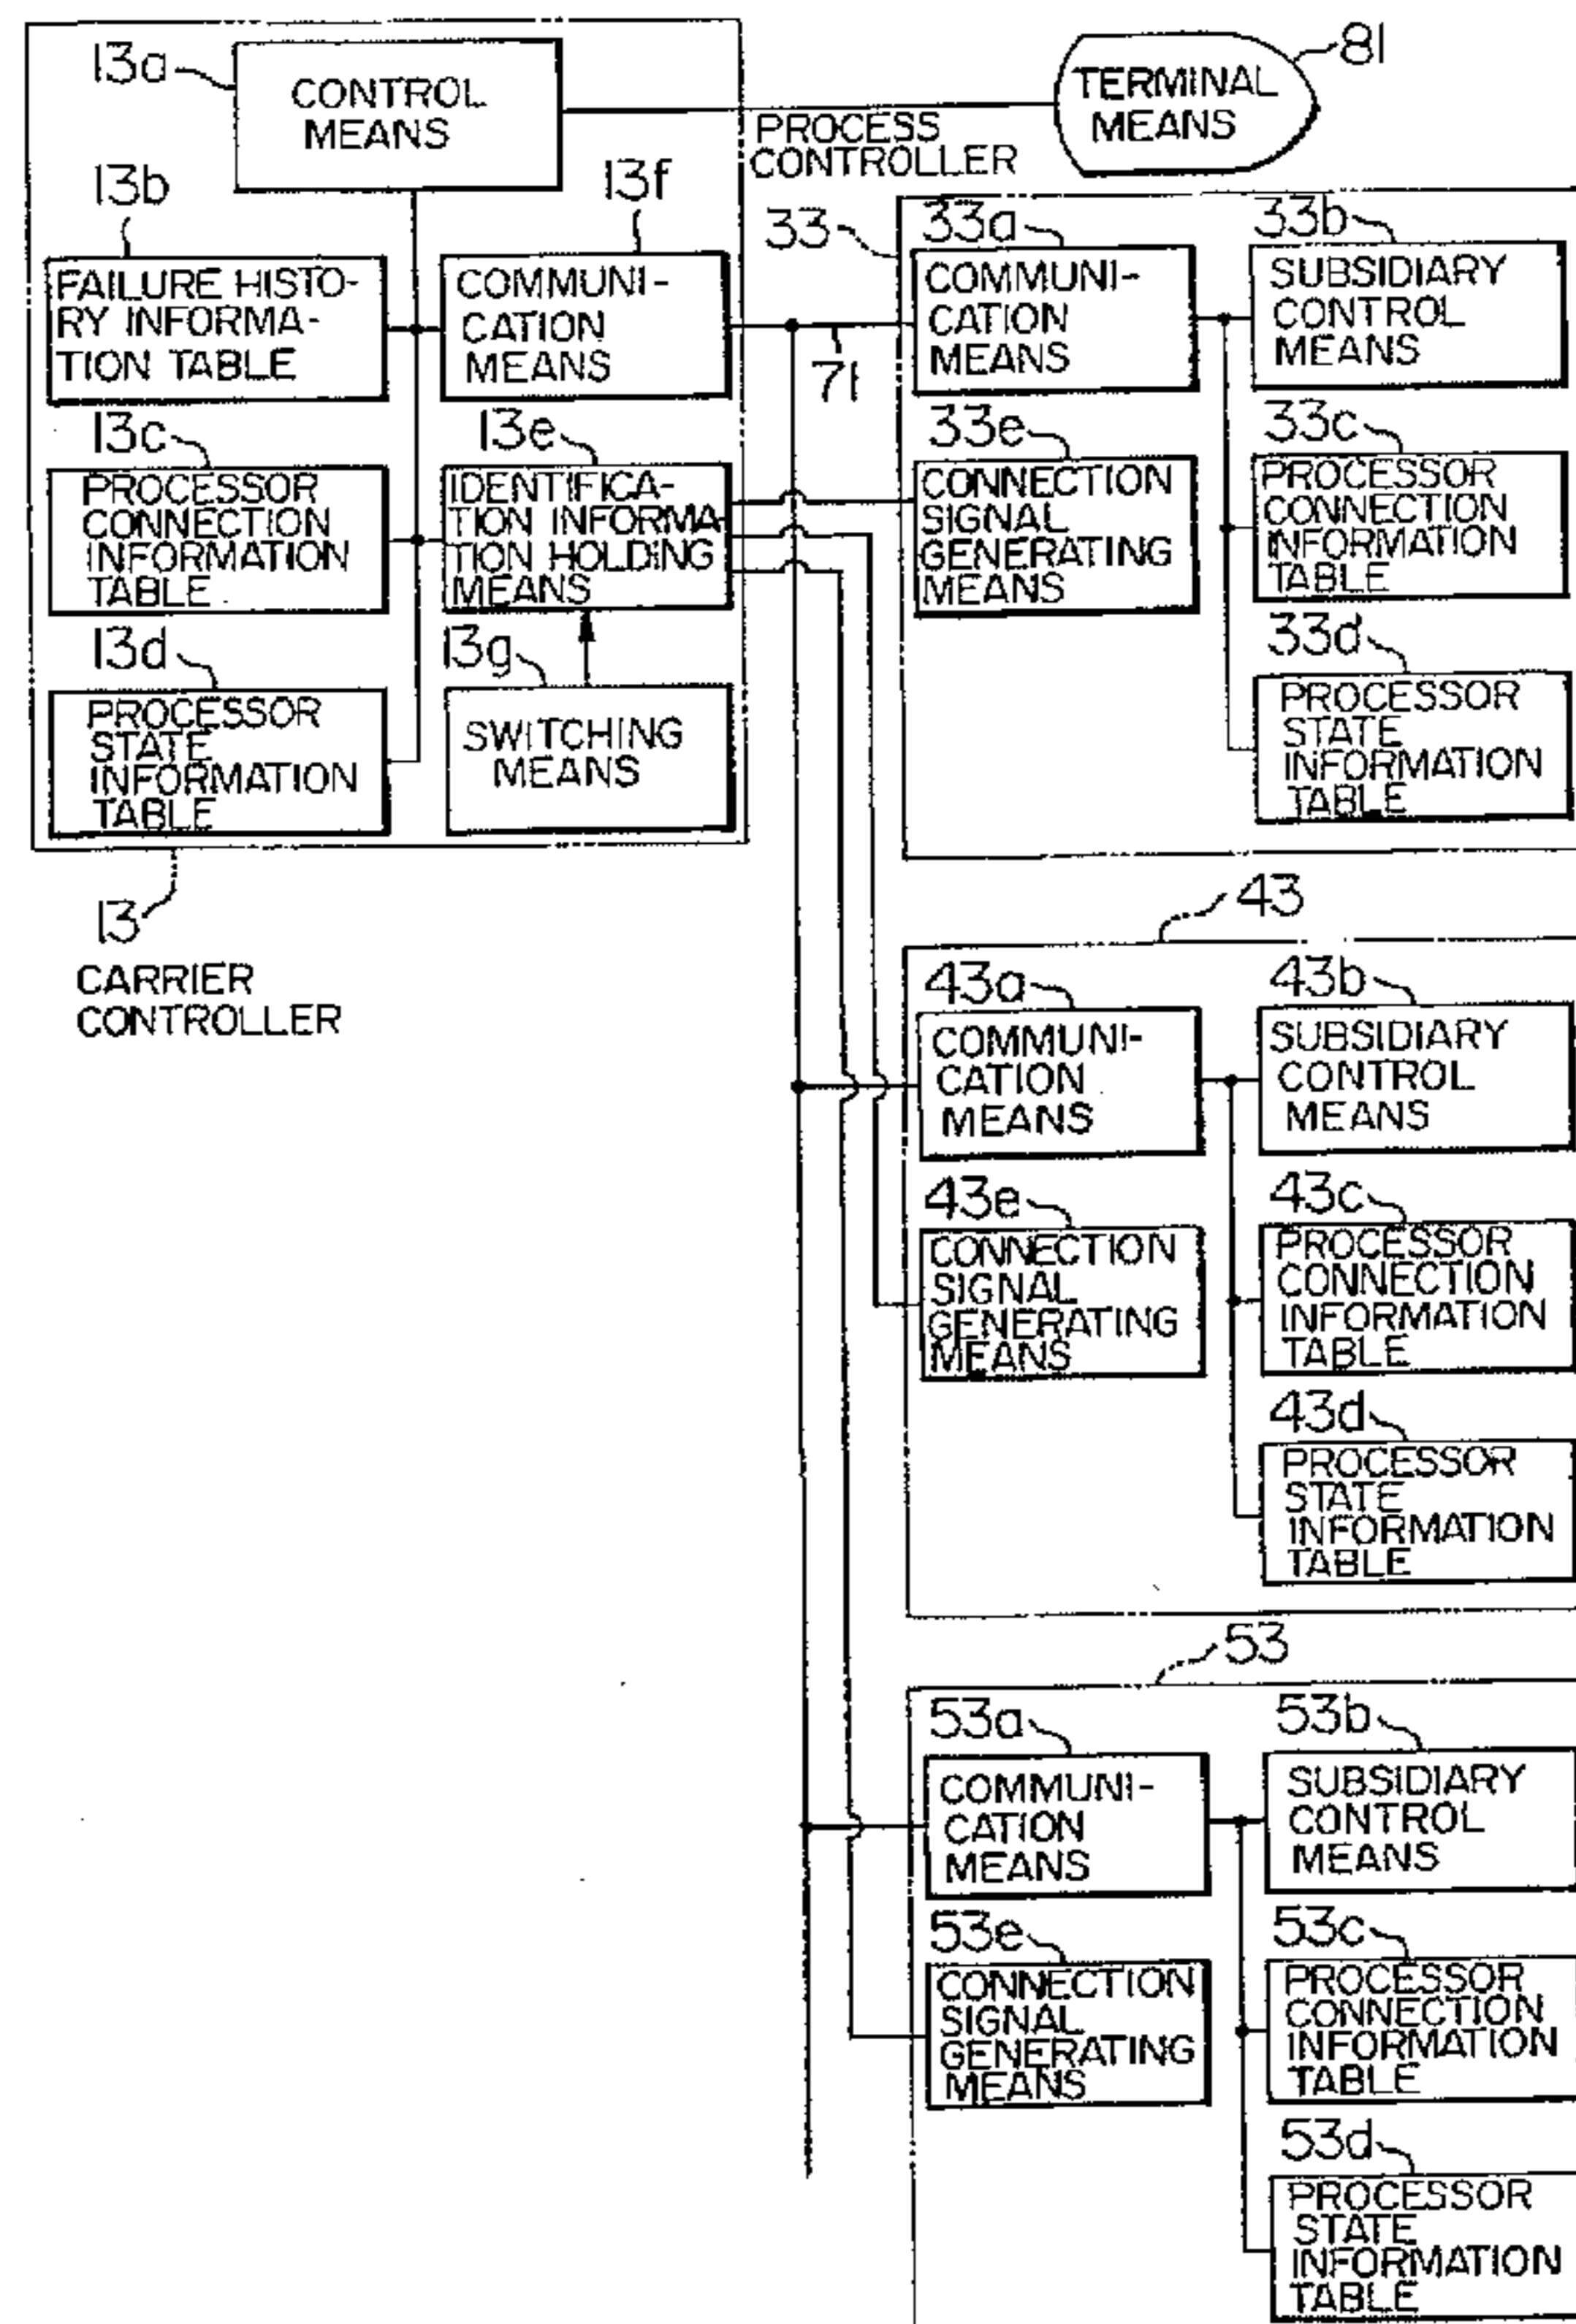 13a
CONTROL
MEANS
81
TERMINAL
MEANS
PROCESS
CONTROLLER
13b
FAILURE HISTO-
RY INFORMA-
TION TABLE
13f
COMMUNI-
CATION
MEANS
13c
PROCESSOR
CONNECTION
INFORMATION
TABLE
13e
IDENTIFICA-
TION INFORMA-
TION HOLDING
MEANS
13d
PROCESSOR
STATE
INFORMATION
TABLE
13g
SWITCHING
MEANS
13
CARRIER
CONTROLLER
71
33
33a
COMMUNI-
CATION
MEANS
33b
SUBSIDIARY
CONTROL
MEANS
33e
CONNECTION
SIGNAL
GENERATING
MEANS
33c
PROCESSOR
CONNECTION
INFORMATION
TABLE
33d
PROCESSOR
STATE
INFORMATION
TABLE
43
43a
COMMUNI-
CATION
MEANS
43b
SUBSIDIARY
CONTROL
MEANS
43e
CONNECTION
SIGNAL
GENERATING
MEANS
43c
PROCESSOR
CONNECTION
INFORMATION
TABLE
43d
PROCESSOR
STATE
INFORMATION
TABLE
53
53a
COMMUNI-
CATION
MEANS
53b
SUBSIDIARY
CONTROL
MEANS
53e
CONNECTION
SIGNAL
GENERATING
MEANS
53c
PROCESSOR
CONNECTION
INFORMATION
TABLE
53d
PROCESSOR
STATE
INFORMATION
TABLE